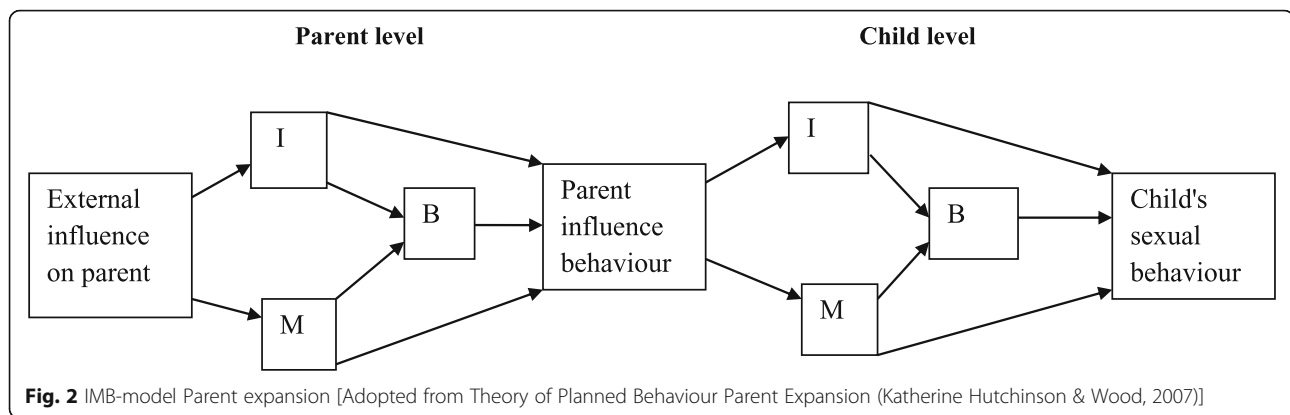 Parent level
Child level
External
influence
on parent
I
M
B
Parent
influence
behaviour
I
M
B
Child's
sexual
behaviour
Fig. 2 IMB-model Parent expansion [Adopted from Theory of Planned Behaviour Parent Expansion (Katherine Hutchinson & Wood, 2007)]